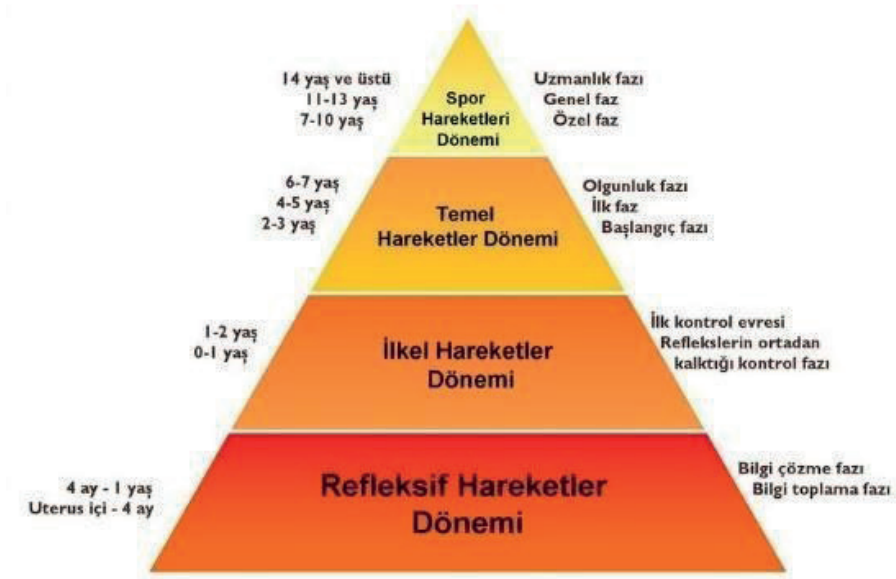 14 yaş ve üstü
11-13 yaş
7-10 yaş
Spor
Hareketleri
Dönemi
Uzmanlık fazı
Genel faz
Özel faz
6-7 yaş
4-5 yaş
2-3 yaş
Temel
Hareketler Dönemi
Olgunluk fazı
İlk faz
Başlangıç fazı
1-2 yaş
0-1 yaş
İlkel Hareketler
Dönemi
İlk kontrol evresi
Reflekslerin ortadan
kalktığı kontrol fazı
4 ay - 1 yaş
Uterus içi - 4 ay
Refleksif Hareketler
Dönemi
Bilgi çözme fazı
Bilgi toplama fazı